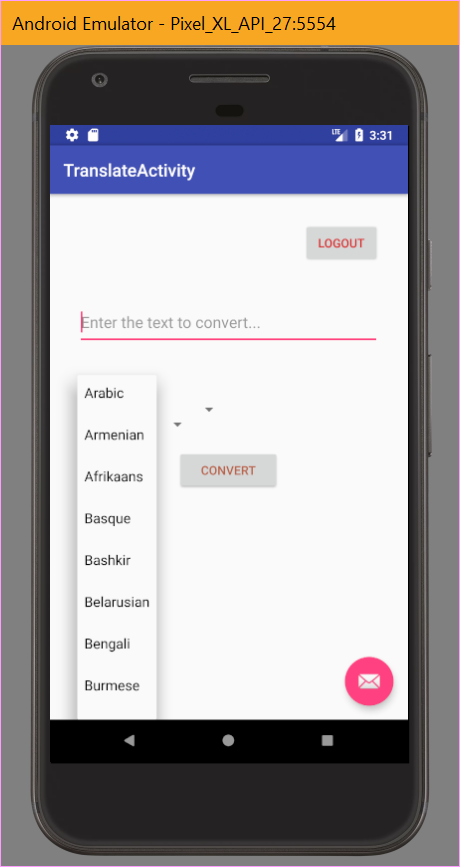 Android Emulator - Pixel_XL_API_27:5554
LTE 3:31
TranslateActivity
LOGOUT
Enter the text to convert...
Arabic
Armenian
Afrikaans
CONVERT
Basque
Bashkir
Belarusian
Bengali
Burmese